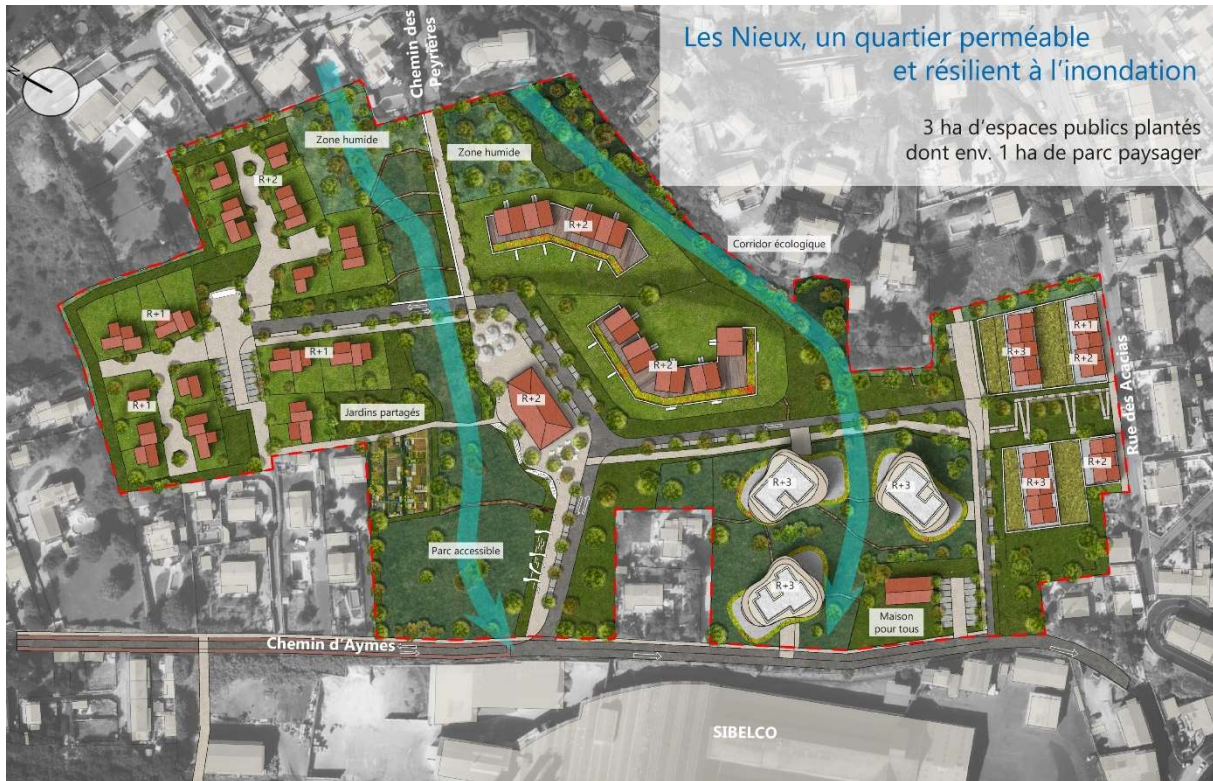 Les Nieux, un quartier perméable
et résilient à l'inondation
3 ha d'espaces publics plantés
dont env. 1 ha de parc paysager
N
Chemin des
Peyrières
Zone humide
Zone humide
R+2
R+2
Corridor écologique
R+1
R+1
R+1
R+2
R+2
R+3
R+1
R+2
Rue des Acacias
Jardins partagés
R+3
R+3
R+3
R+2
Parc accessible
R+3
Maison
pour tous
Chemin d'Aymes
SIBELCO